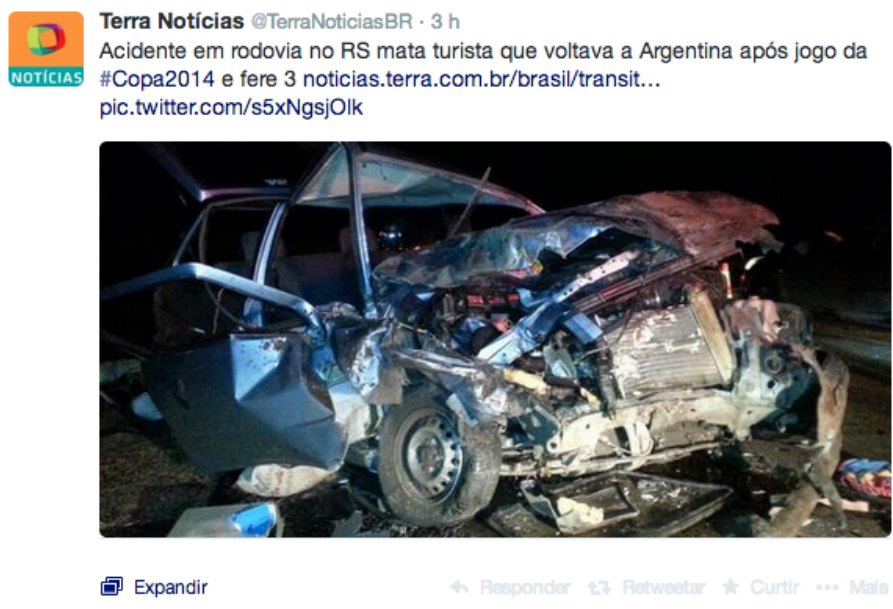 Terra Notícias @TerraNoticiasBR · 3 h
NOTÍCIAS
Acidente em rodovia no RS mata turista que voltava a Argentina após jogo da
#Copa2014 e fere 3 noticias.terra.com.br/brasil/transit…
pic.twitter.com/s5xNgsjOlk
Expandir
Responder Retweetar Curtir Mais